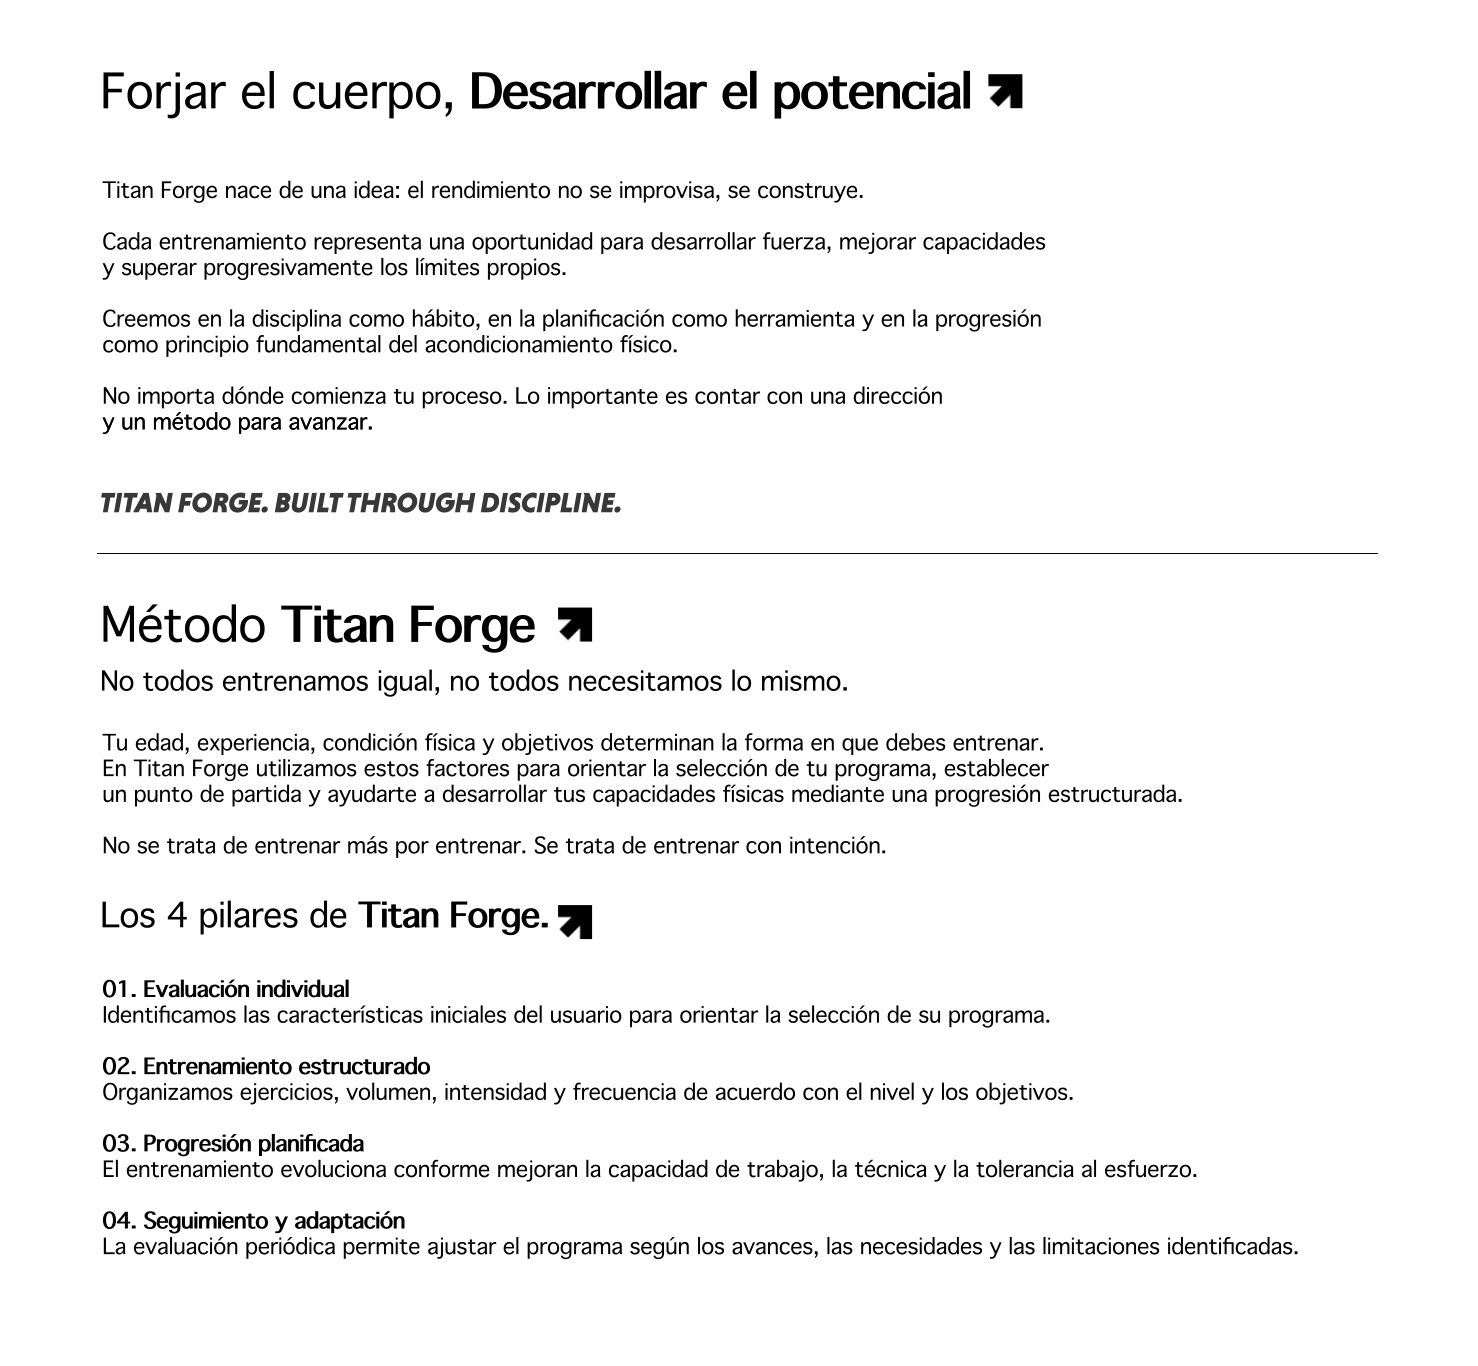 Forjar el cuerpo, Desarrollar el potencial
Titan Forge nace de una idea: el rendimiento no se improvisa, se construye.
Cada entrenamiento representa una oportunidad para desarrollar fuerza, mejorar capacidades
y superar progresivamente los límites propios.
Creemos en la disciplina como hábito, en la planificación como herramienta y en la progresión
como principio fundamental del acondicionamiento físico.
No importa dónde comienza tu proceso. Lo importante es contar con una dirección
y un método para avanzar.
TITAN FORGE. BUILT THROUGH DISCIPLINE.
Método Titan Forge
No todos entrenamos igual, no todos necesitamos lo mismo.
Tu edad, experiencia, condición física y objetivos determinan la forma en que debes entrenar.
En Titan Forge utilizamos estos factores para orientar la selección de tu programa, establecer
un punto de partida y ayudarte a desarrollar tus capacidades físicas mediante una progresión estructurada.
No se trata de entrenar más por entrenar. Se trata de entrenar con intención.
Los 4 pilares de Titan Forge.
01. Evaluación individual
Identificamos las características iniciales del usuario para orientar la selección de su programa.
02. Entrenamiento estructurado
Organizamos ejercicios, volumen, intensidad y frecuencia de acuerdo con el nivel y los objetivos.
03. Progresión planificada
El entrenamiento evoluciona conforme mejoran la capacidad de trabajo, la técnica y la tolerancia al esfuerzo.
04. Seguimiento y adaptación
La evaluación periódica permite ajustar el programa según los avances, las necesidades y las limitaciones identificadas.